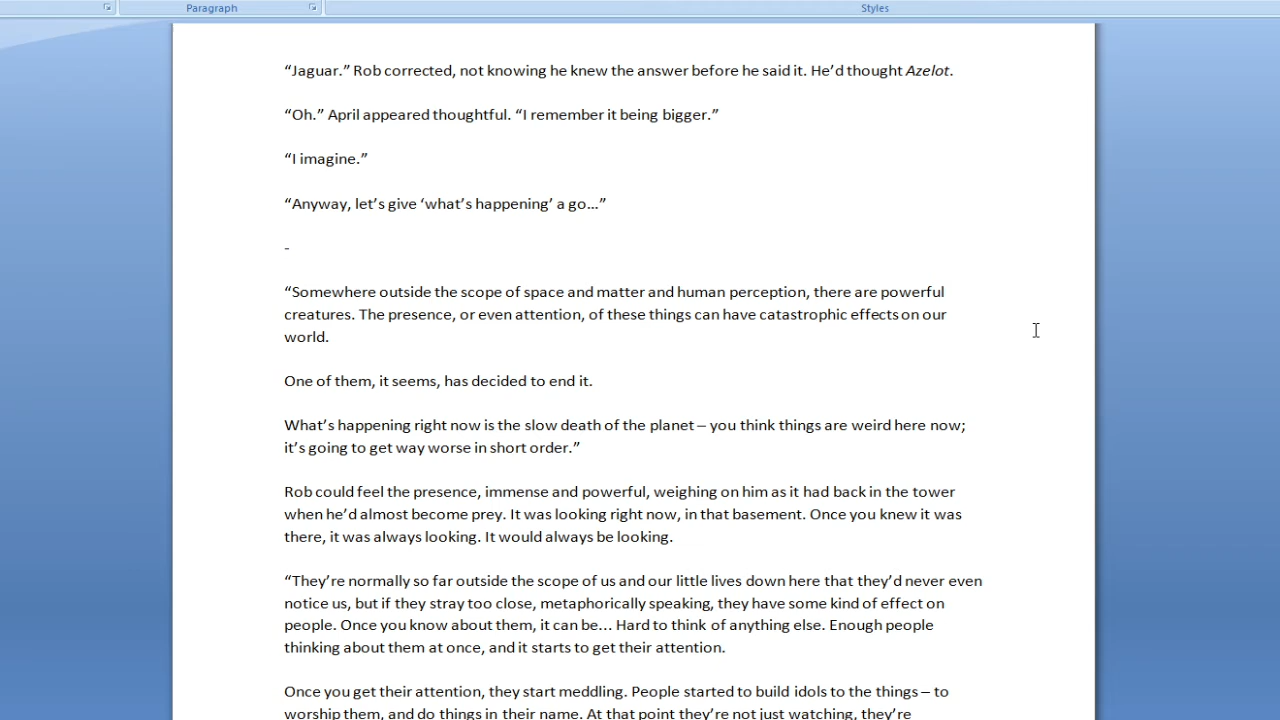 Paragraph
Styles
“Jaguar.” Rob corrected, not knowing he knew the answer before he said it. He’d thought Azelot.
“Oh.” April appeared thoughtful. “I remember it being bigger.”
“I imagine.”
“Anyway, let’s give ‘what’s happening’ a go…”
-
“Somewhere outside the scope of space and matter and human perception, there are powerful
creatures. The presence, or even attention, of these things can have catastrophic effects on our
world.
One of them, it seems, has decided to end it.
What’s happening right now is the slow death of the planet – you think things are weird here now;
it’s going to get way worse in short order.”
Rob could feel the presence, immense and powerful, weighing on him as it had back in the tower
when he’d almost become prey. It was looking right now, in that basement. Once you knew it was
there, it was always looking. It would always be looking.
“They’re normally so far outside the scope of us and our little lives down here that they’d never even
notice us, but if they stray too close, metaphorically speaking, they have some kind of effect on
people. Once you know about them, it can be… Hard to think of anything else. Enough people
thinking about them at once, and it starts to get their attention.
Once you get their attention, they start meddling. People started to build idols to the things – to
worship them, and do things in their name. At that point they’re not just watching, they’re